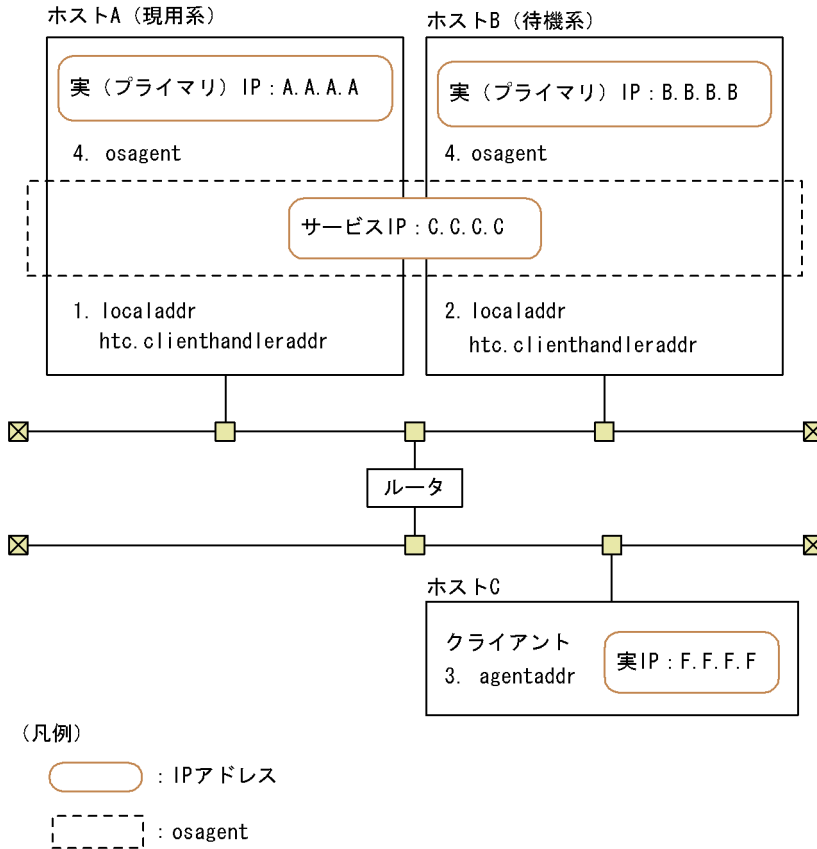 ホストA（現用系）
ホストB（待機系）
実（プライマリ）IP：A.A.A.A
実（プライマリ）IP：B.B.B.B
4. osagent
4. osagent
サービスIP：C.C.C.C
1. localaddr
htc.clienthandleraddr
2. localaddr
htc.clienthandleraddr
ルータ
ホストC
クライアント
3. agentaddr
実IP：F.F.F.F
（凡例）
：IPアドレス
：osagent